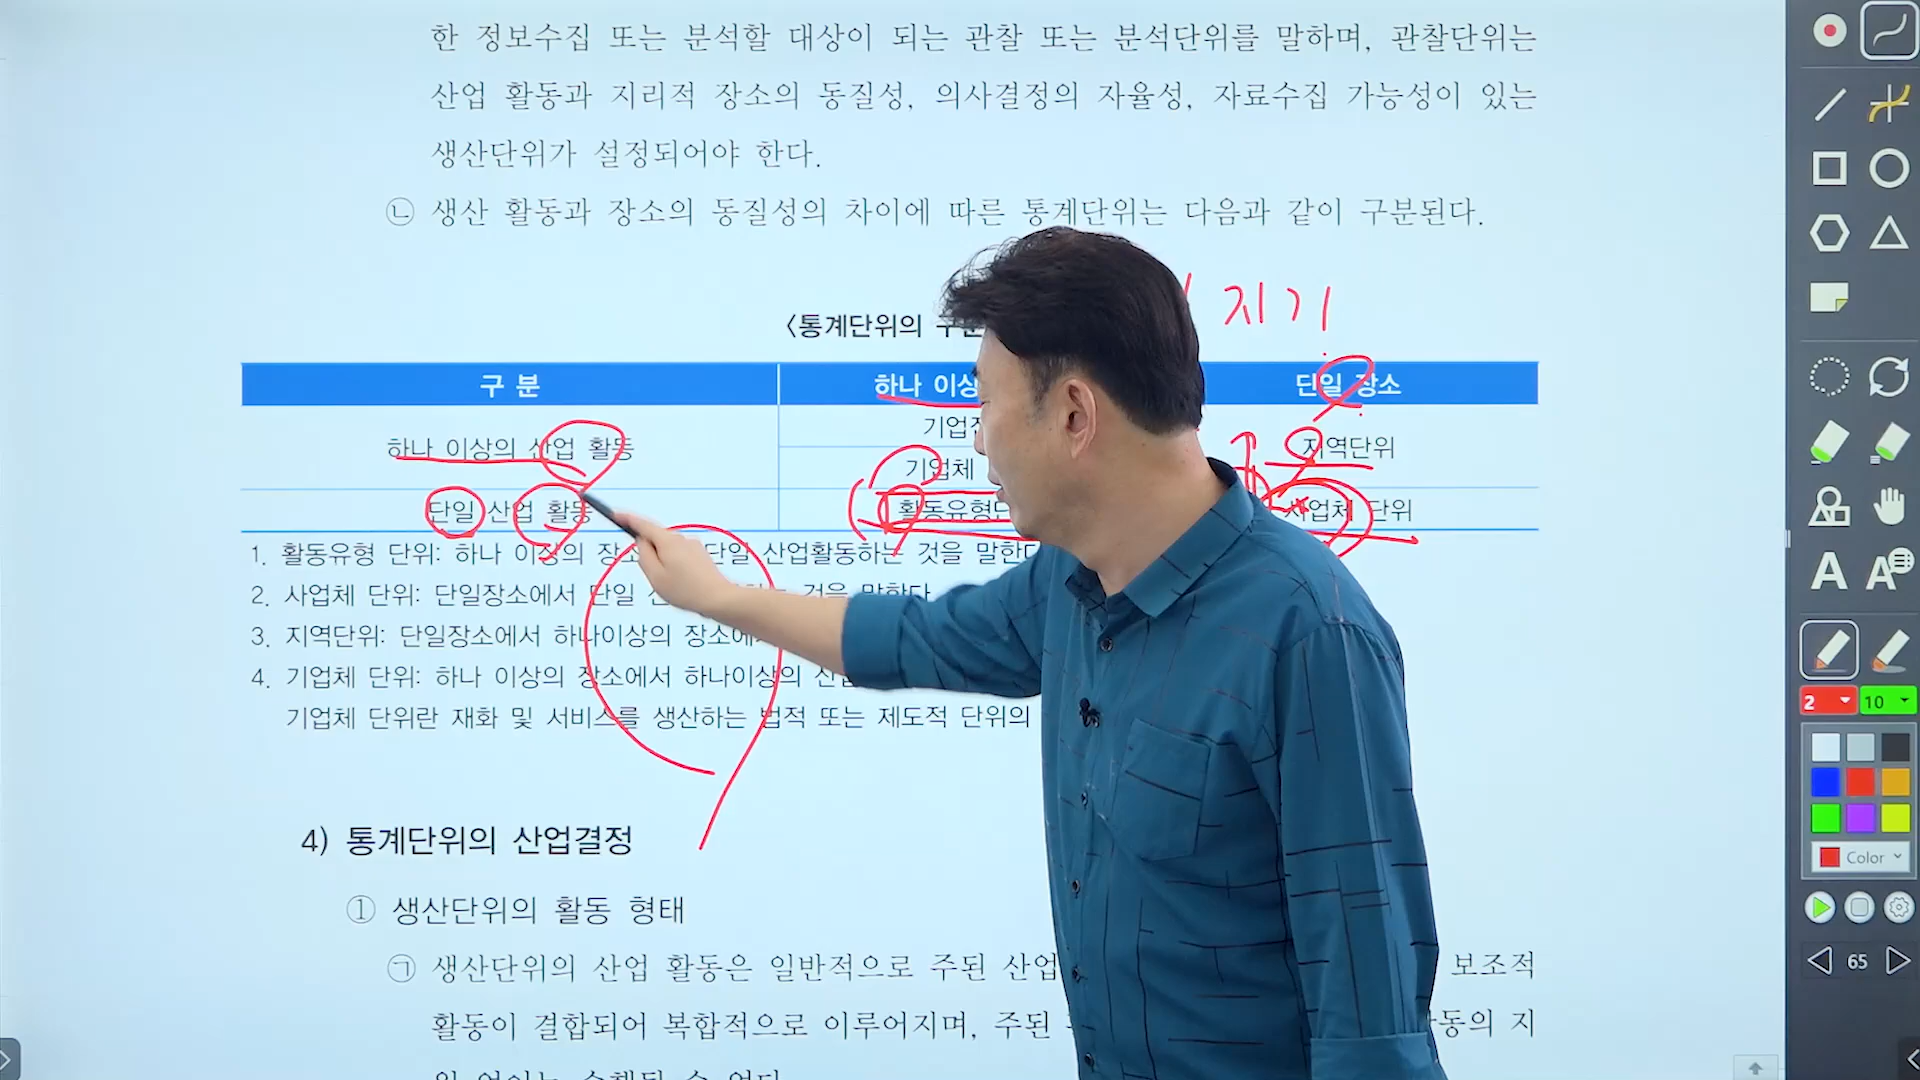 한 정보수집 또는 분석할 대상이 되는 관찰 또는 분석단위를 말하며, 관찰단위는
산업 활동과 지리적 장소의 동질성, 의사결정의 자율성, 자료수집 가능성이 있는
생산단위가 설정되어야 한다.
㉡ 생산 활동과 장소의 동질성의 차이에 따른 통계단위는 다음과 같이 구분된다.
지기
<통계단위의 구분
구 분 하나 이상 단일 장소
하나 이상의 산업 활동 기업 지역단위
기업체
단일 산업 활동 활동유형단 사업체 단위
1. 활동유형 단위: 하나 이상의 장소 단일 산업활동하는 것을 말한다
2. 사업체 단위: 단일장소에서 단일 것을 말한다
3. 지역단위: 단일장소에서 하나이상의 장소에
4. 기업체 단위: 하나 이상의 장소에서 하나이상의 산업
기업체 단위란 재화 및 서비스를 생산하는 법적 또는 제도적 단위의
4) 통계단위의 산업결정
① 생산단위의 활동 형태
㉠ 생산단위의 산업 활동은 일반적으로 주된 산업 보조적
활동이 결합되어 복합적으로 이루어지며, 주된 동의 지
A A
2 10
Color
65